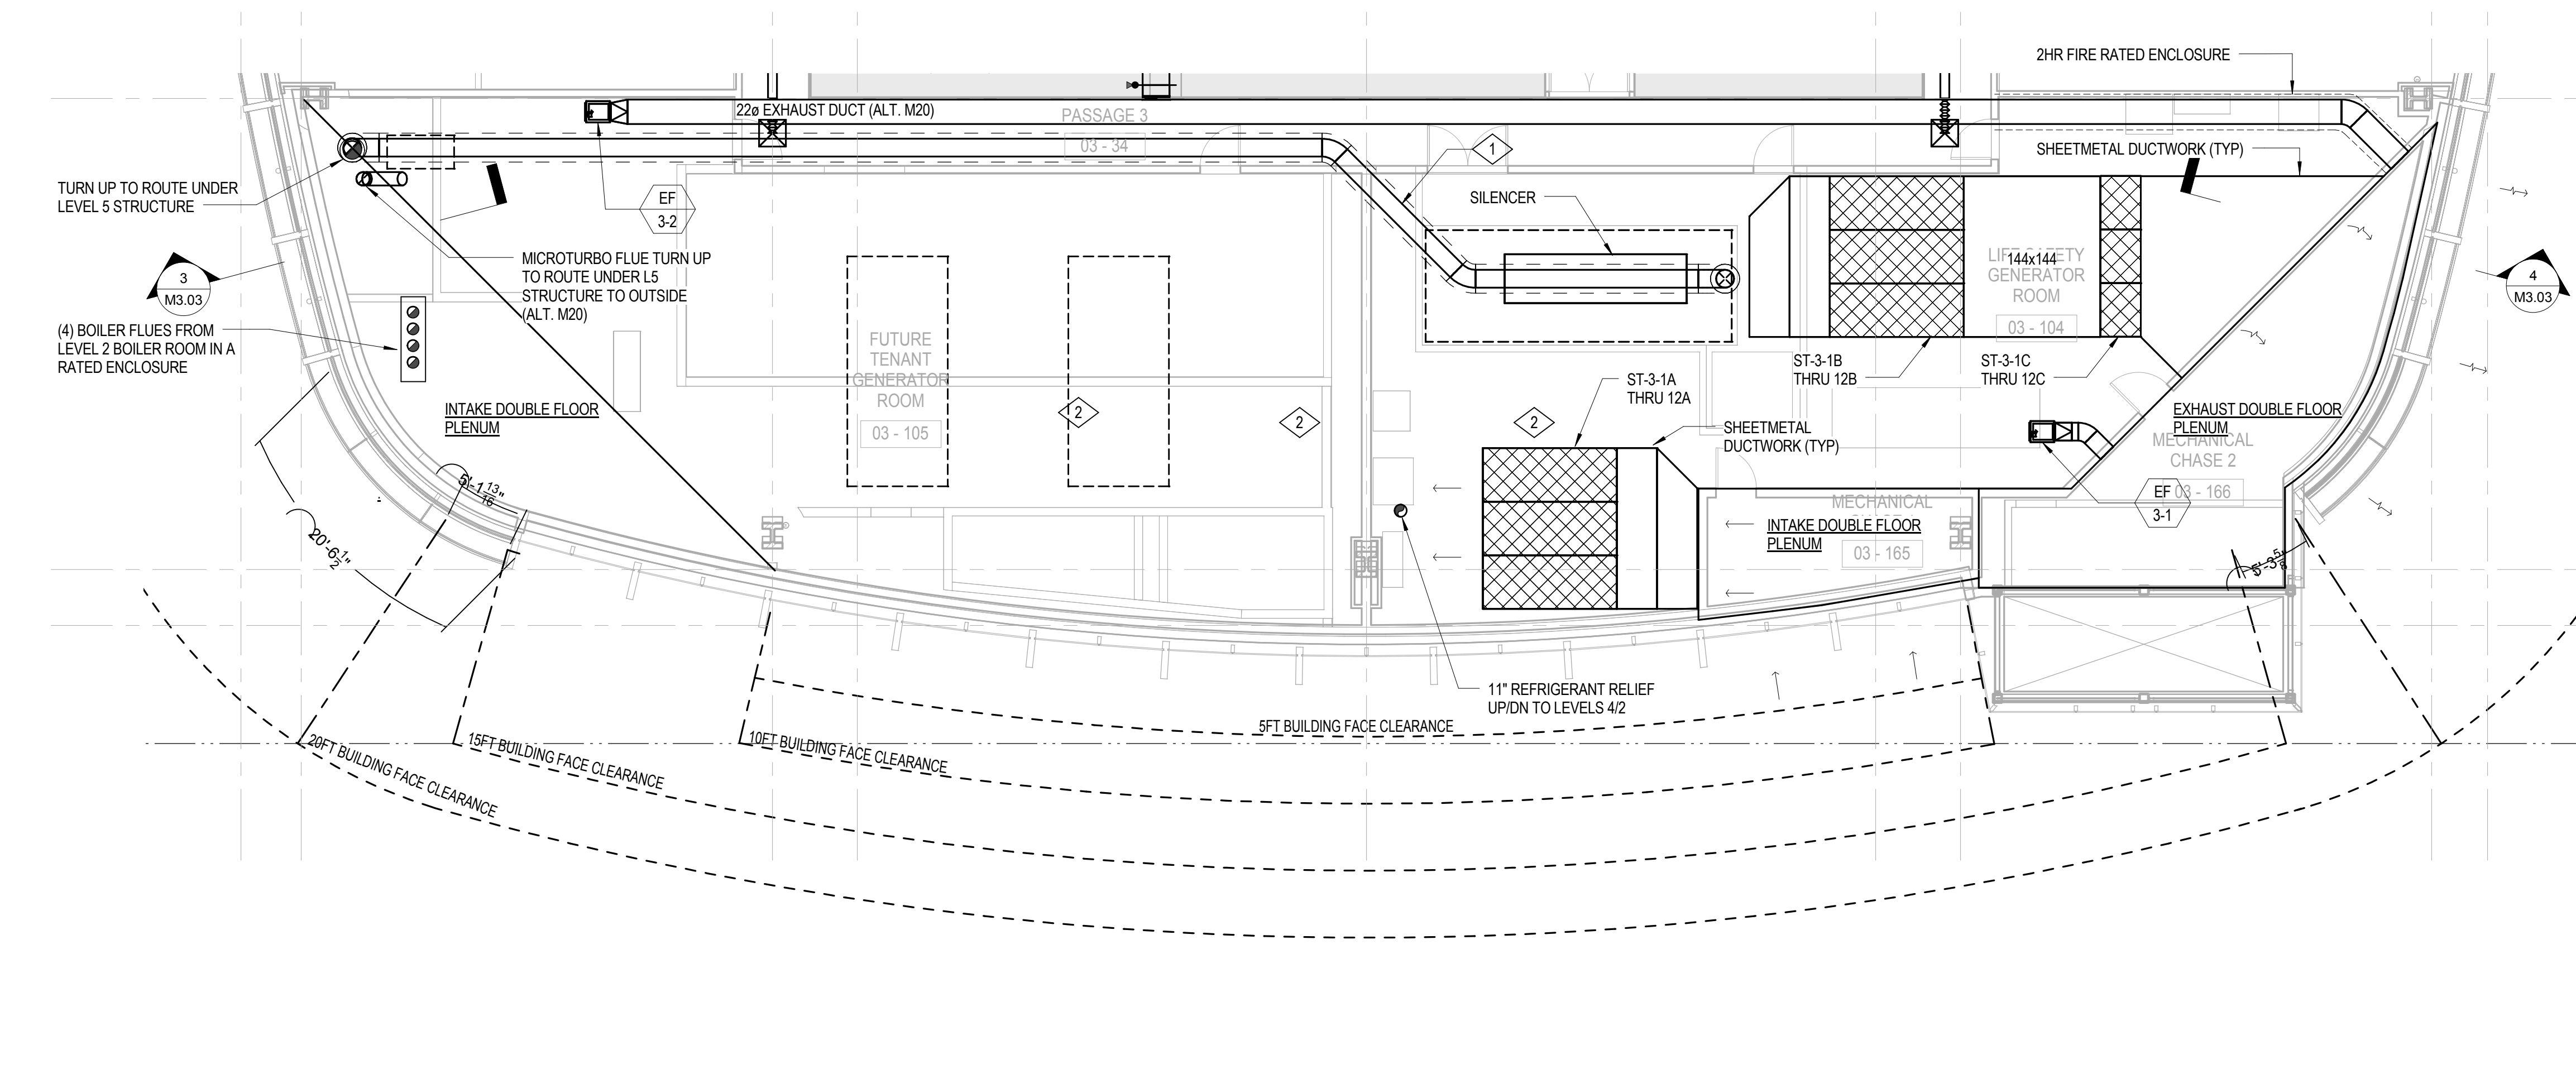 2HR FIRE RATED ENCLOSURE
22ø EXHAUST DUCT (ALT. M20)
PASSAGE 3
03 - 34
1
SHEETMETAL DUCTWORK (TYP)
TURN UP TO ROUTE UNDER
LEVEL 5 STRUCTURE
EF
3-2
SILENCER
MICROTURBO FLUE TURN UP
TO ROUTE UNDER L5
STRUCTURE TO OUTSIDE
(ALT. M20)
3
M3.03
4
M3.03
144x144
GENERATOR
ROOM
03 - 104
(4) BOILER FLUES FROM
LEVEL 2 BOILER ROOM IN A
RATED ENCLOSURE
FUTURE
TENANT
GENERATOR
ROOM
03 - 105
ST-3-1B
THRU 12B
ST-3-1C
THRU 12C
ST-3-1A
THRU 12A
INTAKE DOUBLE FLOOR
PLENUM
2
2
2
SHEETMETAL
DUCTWORK (TYP)
EXHAUST DOUBLE FLOOR
PLENUM
MECHANICAL
CHASE 2
03 - 166
EF
3-1
5'-1 13/16"
20'-6 1/2"
MECHANICAL
INTAKE DOUBLE FLOOR
PLENUM
03 - 165
11" REFRIGERANT RELIEF
UP/DN TO LEVELS 4/2
5FT BUILDING FACE CLEARANCE
10FT BUILDING FACE CLEARANCE
15FT BUILDING FACE CLEARANCE
20FT BUILDING FACE CLEARANCE